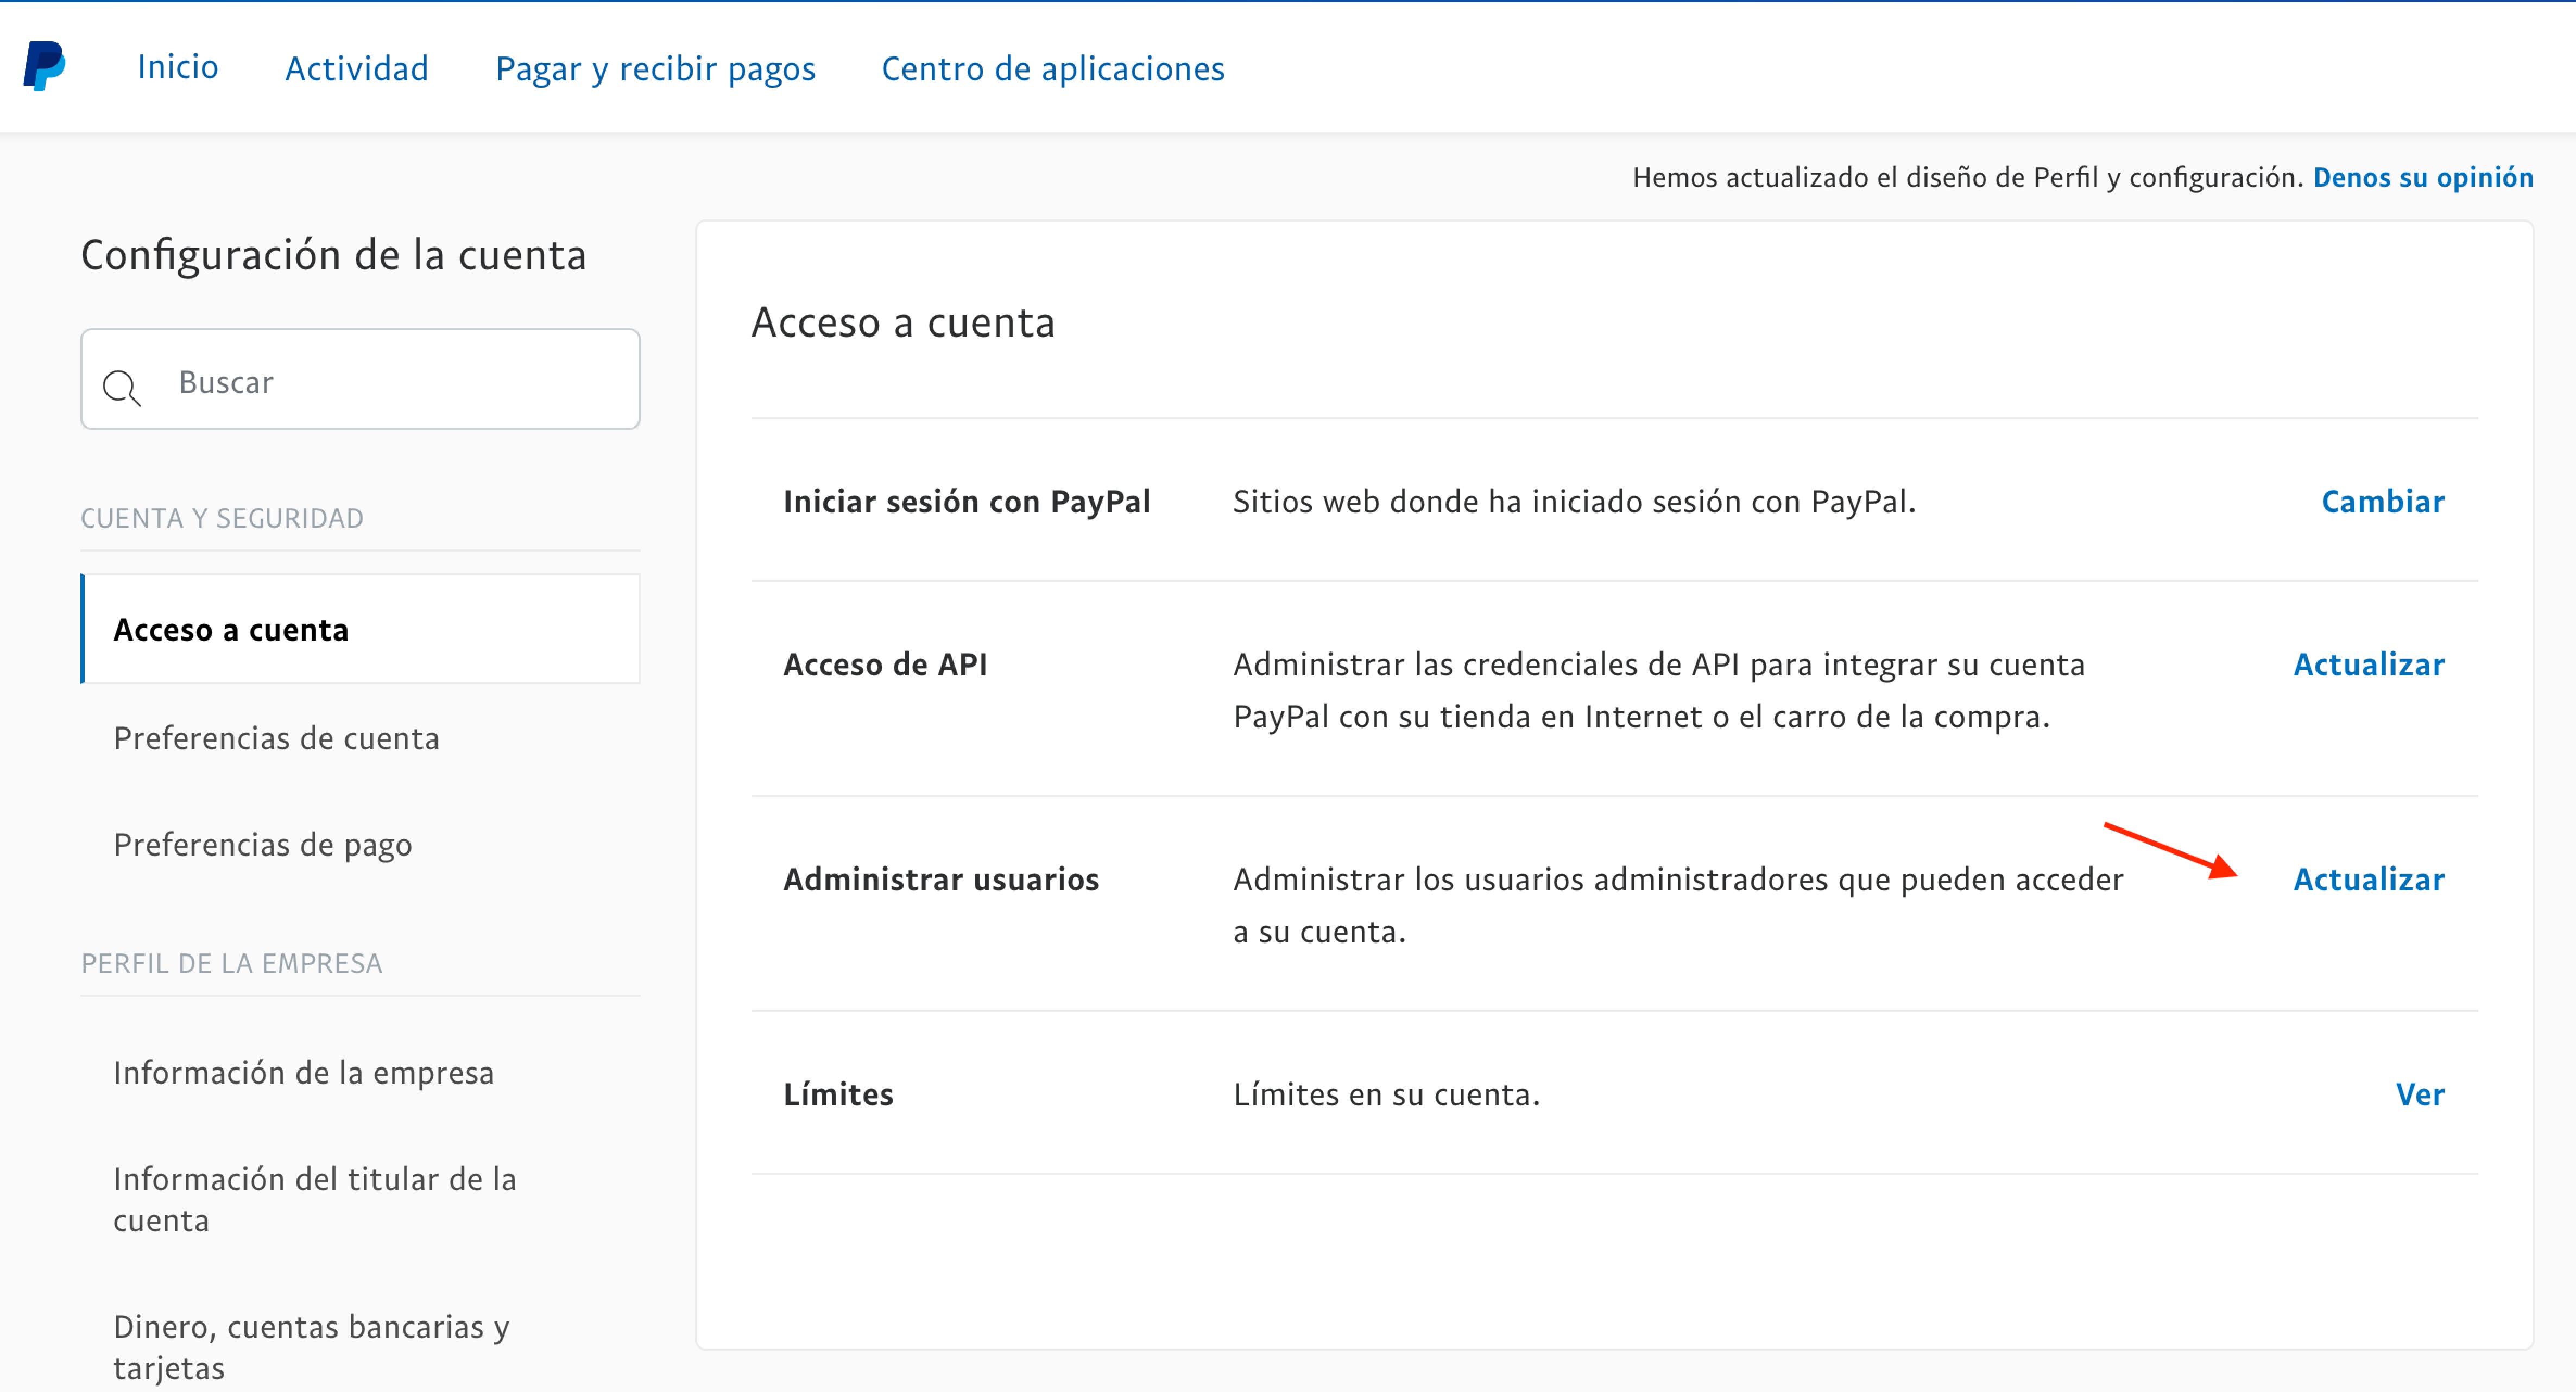 Inicio
Actividad
Pagar y recibir pagos
Centro de aplicaciones
Hemos actualizado el diseño de Perfil y configuración. Denos su opinión
Configuración de la cuenta
Buscar
CUENTA Y SEGURIDAD
Acceso a cuenta
Preferencias de cuenta
Preferencias de pago
PERFIL DE LA EMPRESA
Información de la empresa
Información del titular de la
cuenta
Dinero, cuentas bancarias y
tarjetas
Acceso a cuenta
Iniciar sesión con PayPal
Sitios web donde ha iniciado sesión con PayPal.
Cambiar
Acceso de API
Administrar las credenciales de API para integrar su cuenta
PayPal con su tienda en Internet o el carro de la compra.
Actualizar
Administrar usuarios
Administrar los usuarios administradores que pueden acceder
a su cuenta.
Actualizar
Límites
Límites en su cuenta.
Ver